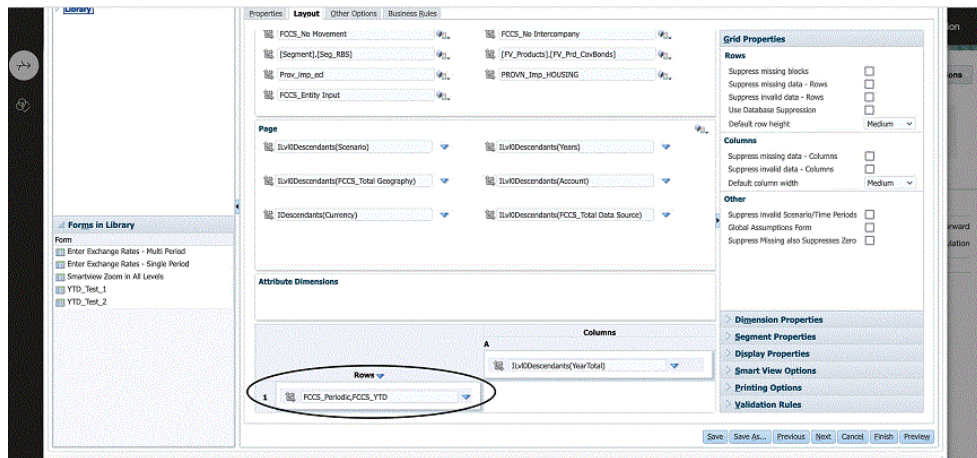 Library
Properties Layout Other Options Business Rules
FCCS_No Movement
FCCS_No Intercompany
[Segment].[Seg_RBS]
[FV_Products].[FV_Prd_CovBonds]
Prov_imp_ecl
PROVN_Imp_HOUSING
FCCS_Entity Input
Page
ILvl0Descendants(Scenario)
ILvl0Descendants(Years)
ILvl0Descendants(FCCS_Total Geography)
ILvl0Descendants(Account)
IDescendants(Currency)
ILvl0Descendants(FCCS_Total Data Source)
Attribute Dimensions
Columns
A
ILvl0Descendants(YearTotal)
Rows
1 FCCS_Periodic,FCCS_YTD
Forms in Library
Form
Enter Exchange Rates - Multi Period
Enter Exchange Rates - Single Period
Smartview Zoom in All Levels
YTD_Test_1
YTD_Test_2
Grid Properties
Rows
Suppress missing blocks
Suppress missing data - Rows
Suppress invalid data - Rows
Use Database Suppression
Default row height Medium
Columns
Suppress missing data - Columns
Suppress invalid data - Columns
Default column width Medium
Other
Suppress invalid Scenario/Time Periods
Global Assumptions Form
Suppress Missing also Suppresses Zero
Dimension Properties
Segment Properties
Display Properties
Smart View Options
Printing Options
Validation Rules
Save Save As... Previous Next Cancel Finish Preview
ion
ons
ward
ulation